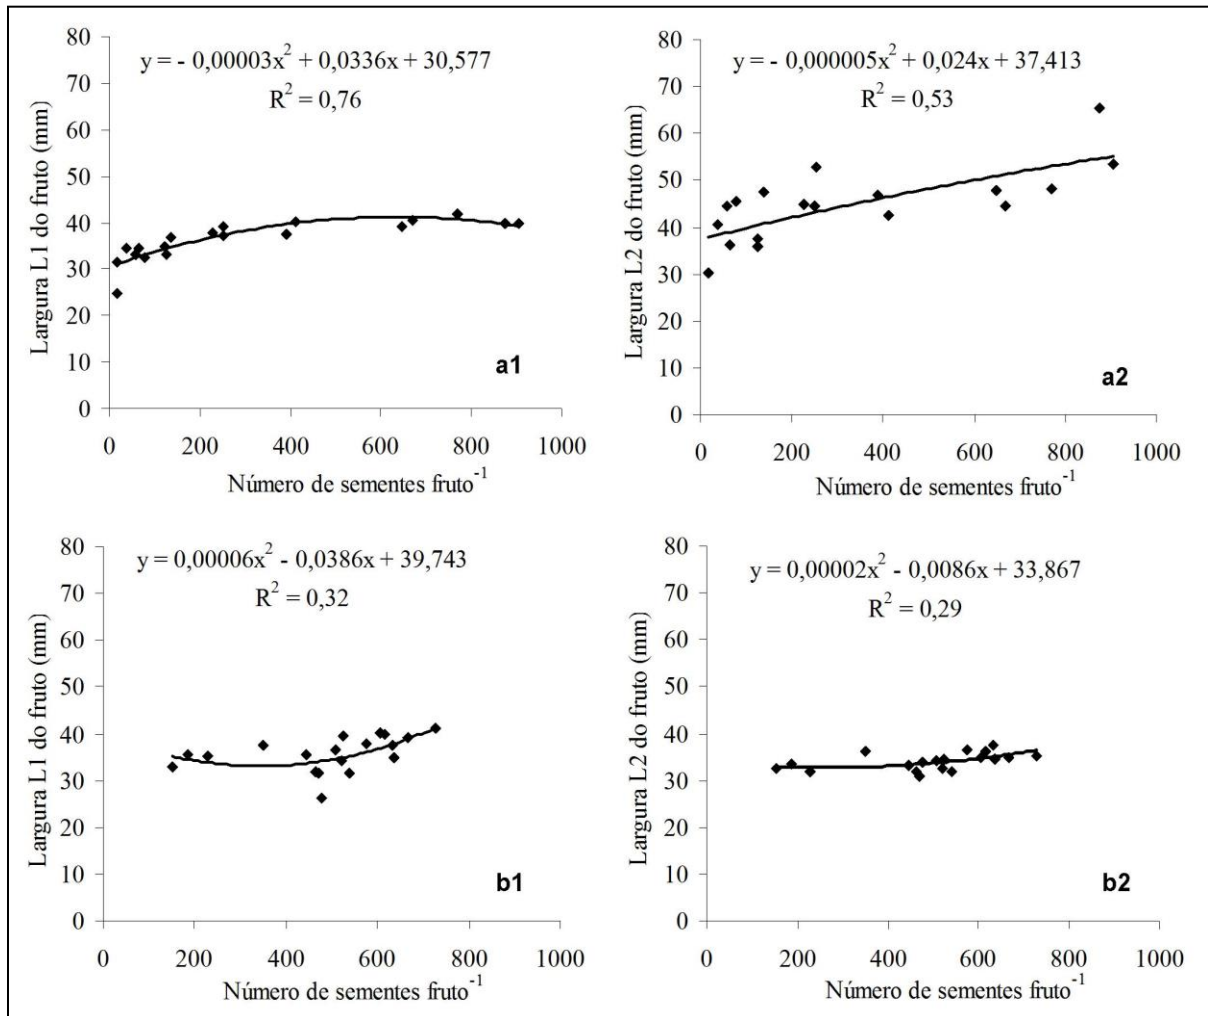 y = - 0,00003x² + 0,0336x + 30,577
R² = 0,76
Largura L1 do fruto (mm)
80
70
60
50
40
30
20
10
0
a1
0 200 400 600 800 1000
Número de sementes fruto⁻¹
y = - 0,000005x² + 0,024x + 37,413
R² = 0,53
Largura L2 do fruto (mm)
80
70
60
50
40
30
20
10
0
a2
0 200 400 600 800 1000
Número de sementes fruto⁻¹
y = 0,00006x² - 0,0386x + 39,743
R² = 0,32
Largura L1 do fruto (mm)
80
70
60
50
40
30
20
10
0
b1
0 200 400 600 800 1000
Número de sementes fruto⁻¹
y = 0,00002x² - 0,0086x + 33,867
R² = 0,29
Largura L2 do fruto (mm)
80
70
60
50
40
30
20
10
0
b2
0 200 400 600 800 1000
Número de sementes fruto⁻¹